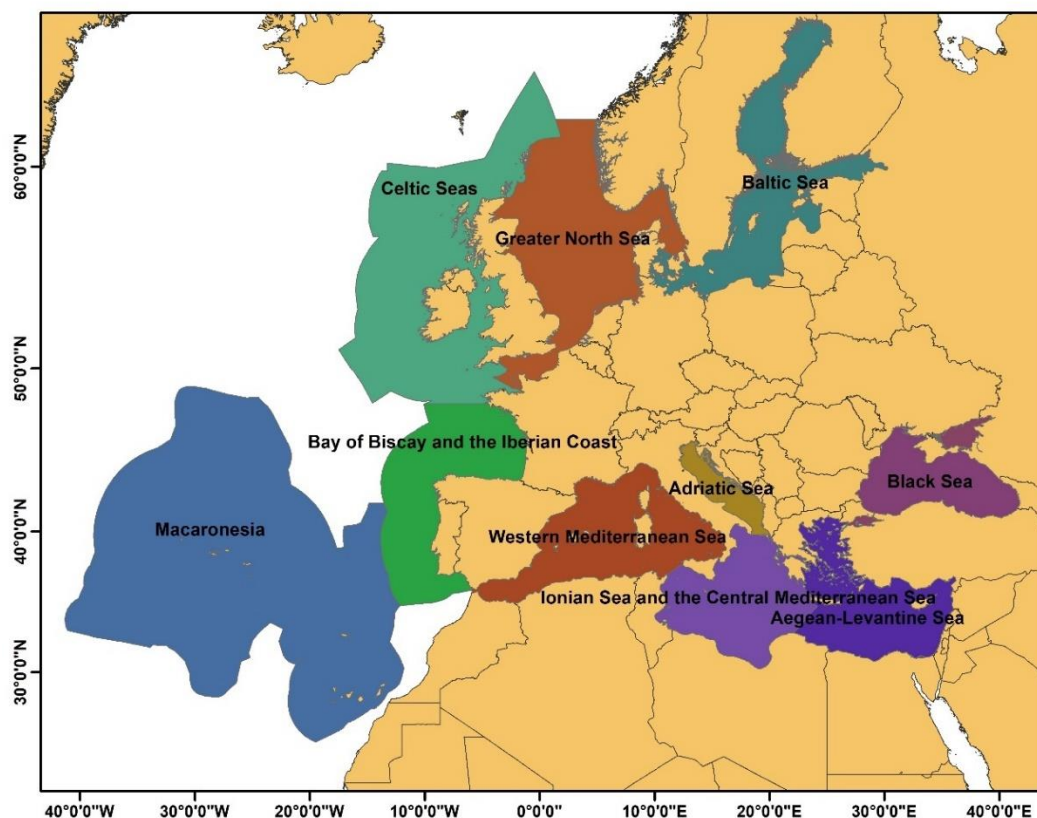 Celtic Seas
Baltic Sea
Greater North Sea
Bay of Biscay and the Iberian Coast
Adriatic Sea
Black Sea
Macaronesia
Western Mediterranean Sea
Ionian Sea and the Central Mediterranean Sea
Aegean-Levantine Sea
60°0'0"N
50°0'0"N
40°0'0"N
30°0'0"N
40°0'0"W
30°0'0"W
20°0'0"W
10°0'0"W
0°0'0"
10°0'0"E
20°0'0"E
30°0'0"E
40°0'0"E